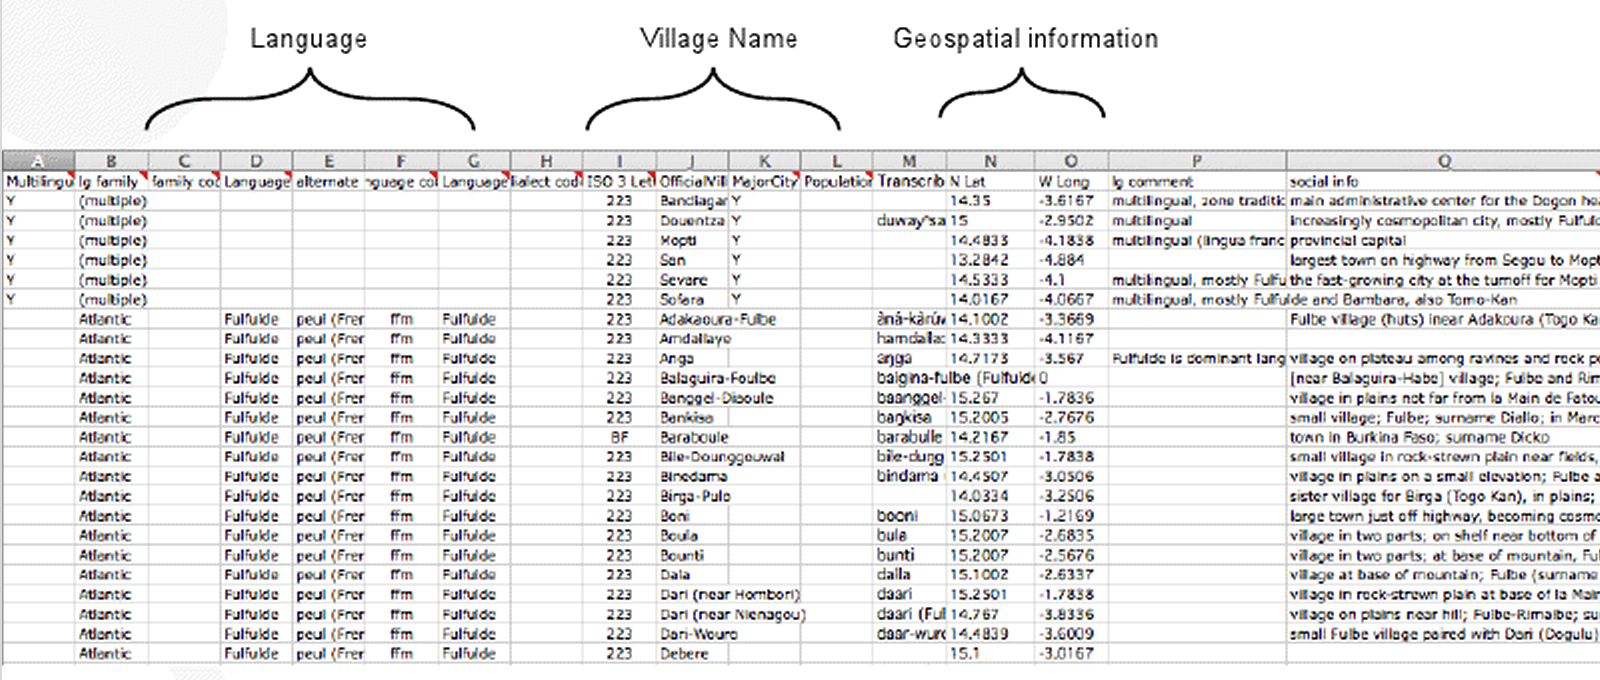 Language Village Name Geospatial information
A B C D E F G H I J K L M N O P Q
Multilingu lg family family cod Language alternate nguage co Language ialect cod ISO 3 Let OfficialVill MajorCity Population Transcrib N Lat W Long lg comment social info
Y (multiple) 223 Bandiagar Y 14.35 -3.6167 multilingual, zone traditic main administrative center for the Dogon hea
Y (multiple) 223 Douentza Y duway^sa 15 -2.9502 multilingual increasingly cosmopolitan city, mostly Fulfuld
Y (multiple) 223 Mopti Y 14.4833 -4.1838 multilingual (lingua franc provincial capital
Y (multiple) 223 San Y 13.2842 -4.884 largest town on highway from Segou to Mopt
Y (multiple) 223 Sevare Y 14.5333 -4.1 multilingual, mostly Fulfu the fast-growing city at the turnoff for Mopti
Y (multiple) 223 Sofara Y 14.0167 -4.0667 multilingual, mostly Fulfulde and Bambara, also Tomo-Kan
Atlantic Fulfulde peul (Frer ffm Fulfulde 223 Adakaoura-Fulbe 14.1002 -3.3669 Fulbe village (huts) inear Adakoura (Togo Ka
Atlantic Fulfulde peul (Frer ffm Fulfulde 223 Amdallaye hamdalla: 14.3333 -4.1167
Atlantic Fulfulde peul (Frer ffm Fulfulde 223 Anga aŋga 14.7173 -3.567 Fulfulde is dominant lang village on plateau among ravines and rock p
Atlantic Fulfulde peul (Frer ffm Fulfulde 223 Balaguira-Foulbe balgina-fulbe (Fulfulde 0 [near Balaguira-Habe] village; Fulbe and Rim
Atlantic Fulfulde peul (Frer ffm Fulfulde 223 Banggel-Dioule baanggel- 15.267 -1.7836 village in plains not far from la Main de Fatou
Atlantic Fulfulde peul (Frer ffm Fulfulde 223 Bankisa baŋkisa 15.2005 -2.7676 small village; Fulbe; surname Diallo; in Marc
Atlantic Fulfulde peul (Frer ffm Fulfulde BF Baraboule barabulle 14.2167 -1.85 town in Burkina Faso; surname Dicko
Atlantic Fulfulde peul (Frer ffm Fulfulde 223 Bile-Dounggouwal bile-duŋg 15.2501 -1.7838 small village in rock-strewn plain near fields,
Atlantic Fulfulde peul (Frer ffm Fulfulde 223 Binedama bindama 14.4507 -3.0506 village in plains on a small elevation; Fulbe a
Atlantic Fulfulde peul (Frer ffm Fulfulde 223 Birga-Pulo 14.0334 -3.2506 sister village for Birga (Togo Kan), in plains;
Atlantic Fulfulde peul (Frer ffm Fulfulde 223 Boni booni 15.0673 -1.2169 large town just off highway, becoming cosmo
Atlantic Fulfulde peul (Frer ffm Fulfulde 223 Boula bula 15.2007 -2.6835 village in two parts; on shelf near bottom of
Atlantic Fulfulde peul (Frer ffm Fulfulde 223 Bounti bunti 15.2007 -2.5676 village in two parts; at base of mountain, Ful
Atlantic Fulfulde peul (Frer ffm Fulfulde 223 Dala dalla 15.1002 -2.6337 village at base of mountain; Fulbe (surname
Atlantic Fulfulde peul (Frer ffm Fulfulde 223 Dari (near Hombori) daari 15.2501 -1.7838 village in rock-strewn plain at base of la Main
Atlantic Fulfulde peul (Frer ffm Fulfulde 223 Dari (near Nienagou) daari (Ful 14.767 -3.8336 village on plains near hill; Fulbe-Rimaibe; su
Atlantic Fulfulde peul (Frer ffm Fulfulde 223 Dari-Wouro daar-wuro 14.4839 -3.6009 small Fulbe village paired with Dari (Dogulu)
Atlantic Fulfulde peul (Frer ffm Fulfulde 223 Debere 15.1 -3.0167